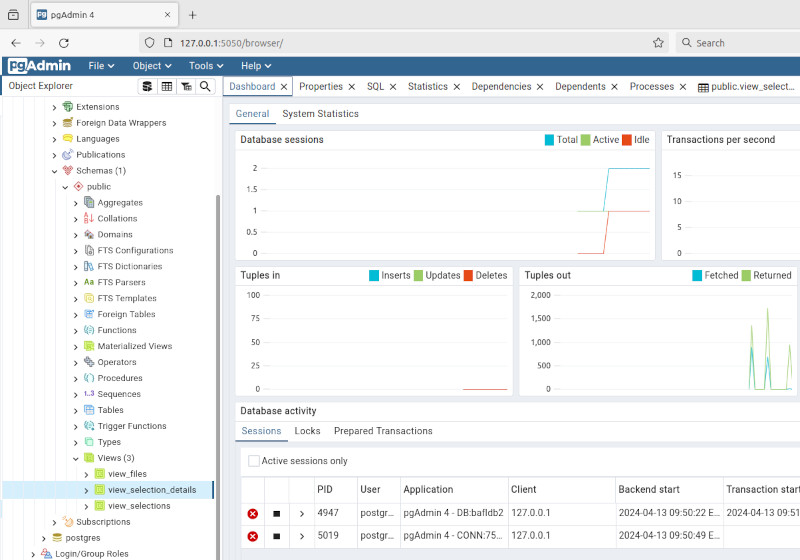 pgAdmin 4
127.0.0.1:5050/browser/
Search
pgAdmin File Object Tools Help
Object Explorer
Dashboard Properties SQL Statistics Dependencies Dependents Processes public.view_select...
Extensions
Foreign Data Wrappers
Languages
Publications
Schemas (1)
public
Aggregates
Collations
Domains
FTS Configurations
FTS Dictionaries
FTS Parsers
FTS Templates
Foreign Tables
Functions
Materialized Views
Operators
Procedures
1..3 Sequences
Tables
Trigger Functions
Types
Views (3)
view_files
view_selection_details
view_selections
Subscriptions
postgres
Login/Group Roles
General System Statistics
Database sessions
Total Active Idle
2
1.5
1
0.5
0
Transactions per second
15
10
5
0
Tuples in
Inserts Updates Deletes
100
75
50
25
0
Tuples out
Fetched Returned
2,000
1,500
1,000
500
0
Database activity
Sessions Locks Prepared Transactions
Active sessions only
PID User Application Client Backend start Transaction start
4947 postgr... pgAdmin 4 - DB:bafldb2 127.0.0.1 2024-04-13 09:50:22 E... 2024-04-13 09:51
5019 postgr... pgAdmin 4 - CONN:75... 127.0.0.1 2024-04-13 09:50:49 E...